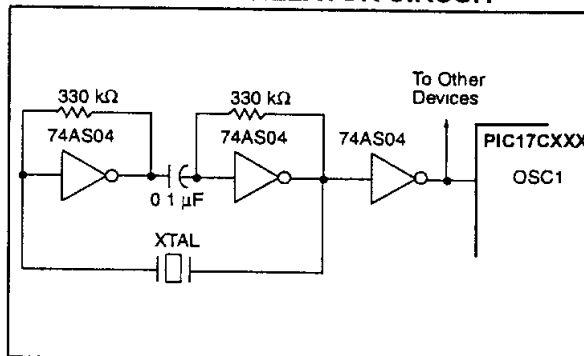 330 kΩ 330 kΩ
To Other
Devices
74AS04 74AS04 74AS04
PIC17CXXX
OSC1
0 1 µF
XTAL